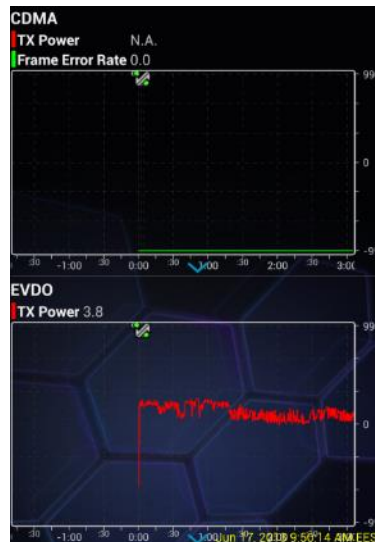 CDMA
TX Power N.A.
Frame Error Rate 0.0
99
0
-9
30 -1:00 30 0:00 30 1:00 30 2:00 30 3:00
EVDO
TX Power 3.8
99
0
-9
30 -1:00 30 0:00 30